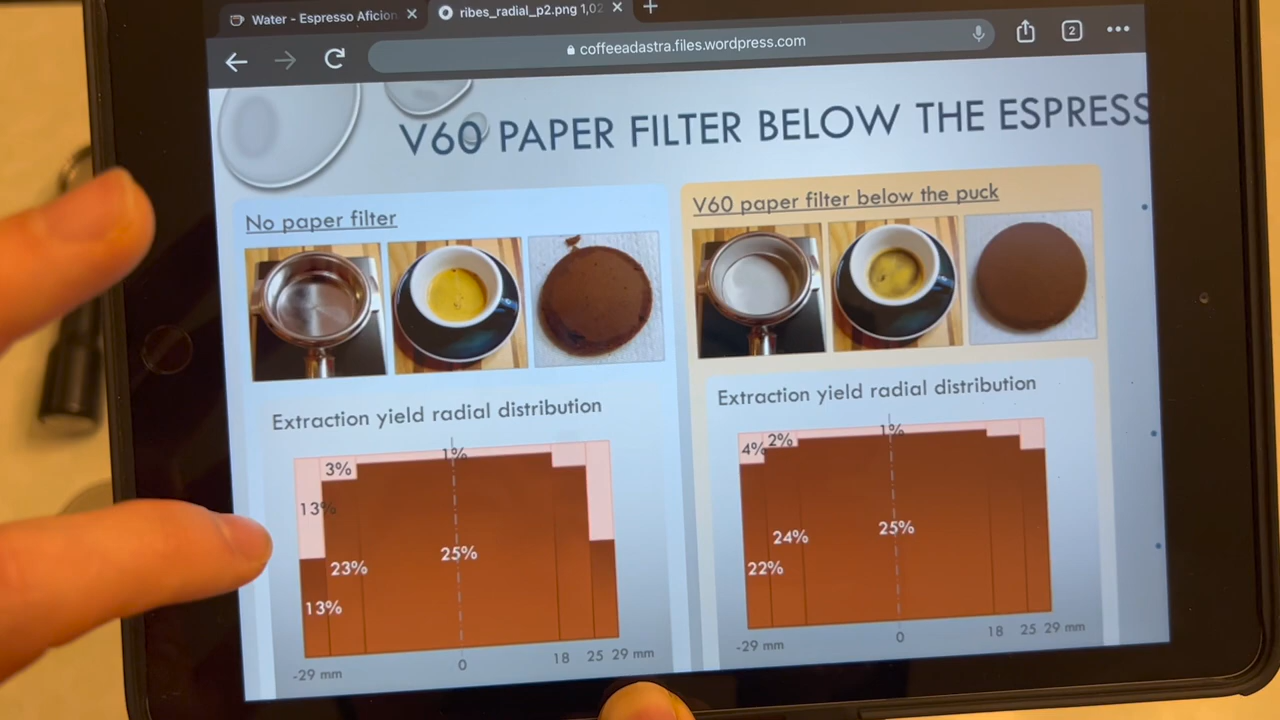 Water - Espresso Aficion
ribes_radial_p2.png 1,02
coffeeadastra.files.wordpress.com
2
V60 PAPER FILTER BELOW THE ESPRESS
No paper filter
Extraction yield radial distribution
1%
3%
13%
25%
23%
13%
-29 mm
0
18
25
29 mm
V60 paper filter below the puck
Extraction yield radial distribution
1%
2%
4%
25%
24%
22%
-29 mm
0
18
25
29 mm